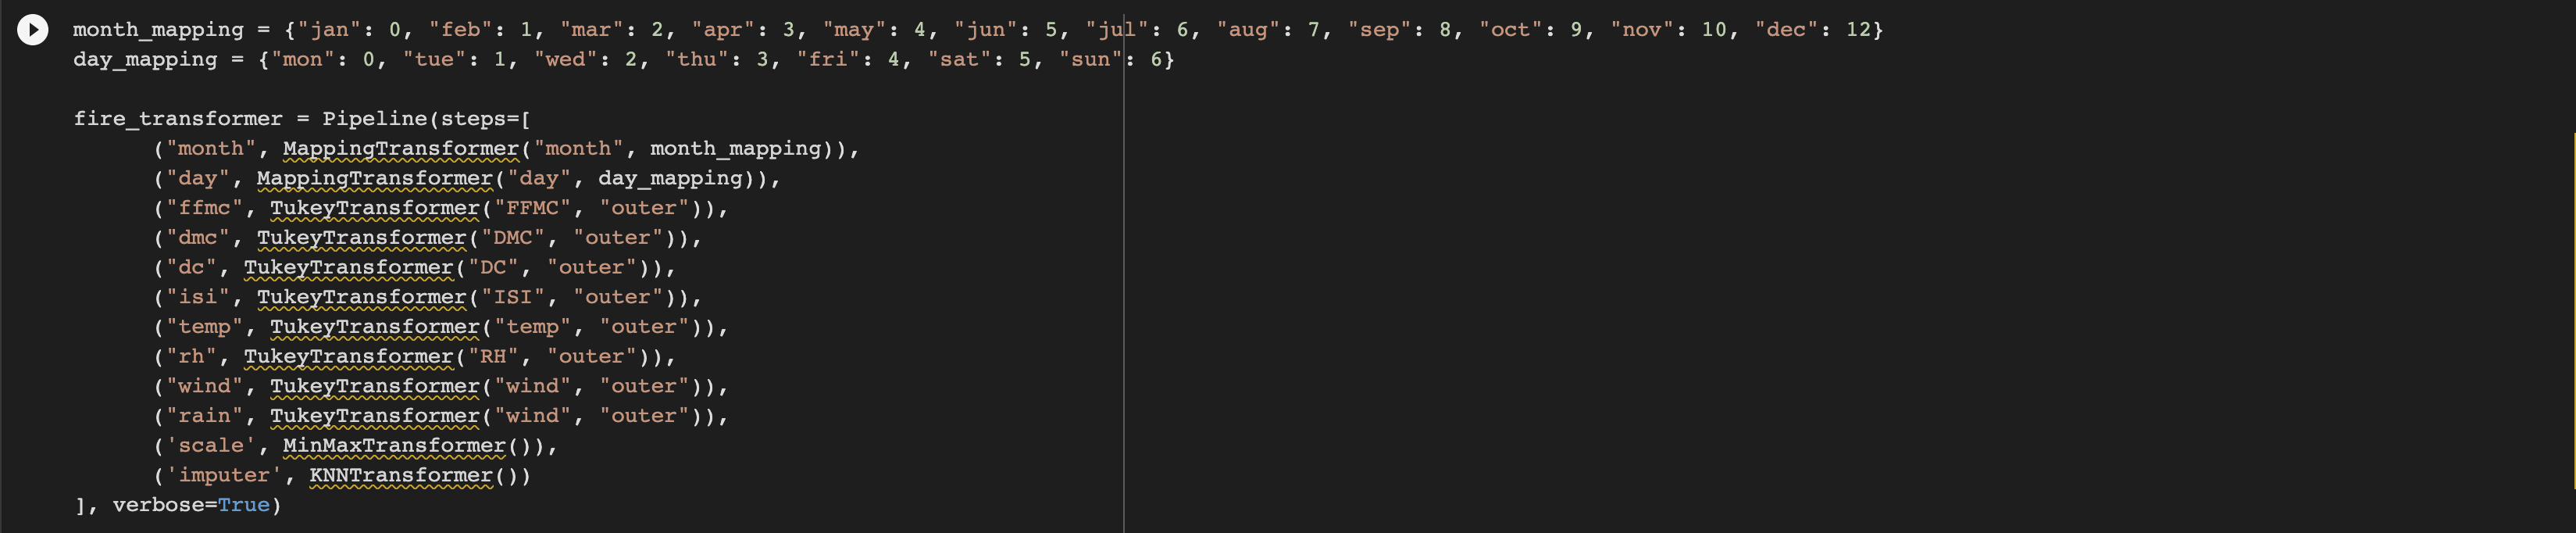 month_mapping = {"jan": 0, "feb": 1, "mar": 2, "apr": 3, "may": 4, "jun": 5, "jul": 6, "aug": 7, "sep": 8, "oct": 9, "nov": 10, "dec": 12}
day_mapping = {"mon": 0, "tue": 1, "wed": 2, "thu": 3, "fri": 4, "sat": 5, "sun": 6}

fire_transformer = Pipeline(steps=[
      ("month", MappingTransformer("month", month_mapping)),
      ("day", MappingTransformer("day", day_mapping)),
      ("ffmc", TukeyTransformer("FFMC", "outer")),
      ("dmc", TukeyTransformer("DMC", "outer")),
      ("dc", TukeyTransformer("DC", "outer")),
      ("isi", TukeyTransformer("ISI", "outer")),
      ("temp", TukeyTransformer("temp", "outer")),
      ("rh", TukeyTransformer("RH", "outer")),
      ("wind", TukeyTransformer("wind", "outer")),
      ("rain", TukeyTransformer("wind", "outer")),
      ('scale', MinMaxTransformer()),
      ('imputer', KNNTransformer())
], verbose=True)